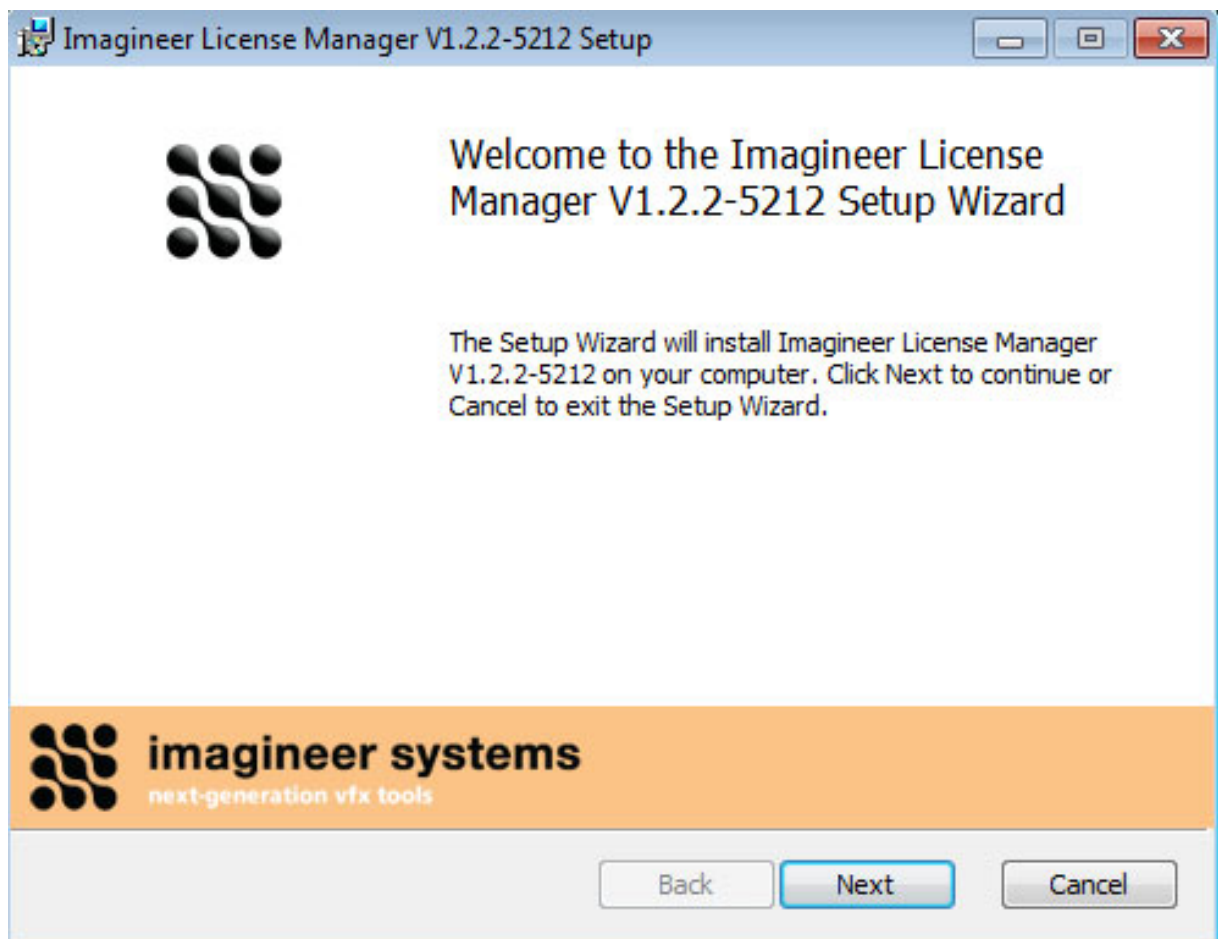 Imagineer License Manager V1.2.2-5212 Setup
Welcome to the Imagineer License
Manager V1.2.2-5212 Setup Wizard
The Setup Wizard will install Imagineer License Manager
V1.2.2-5212 on your computer. Click Next to continue or
Cancel to exit the Setup Wizard.
imagineer systems
next-generation vfx tools
Back
Next
Cancel